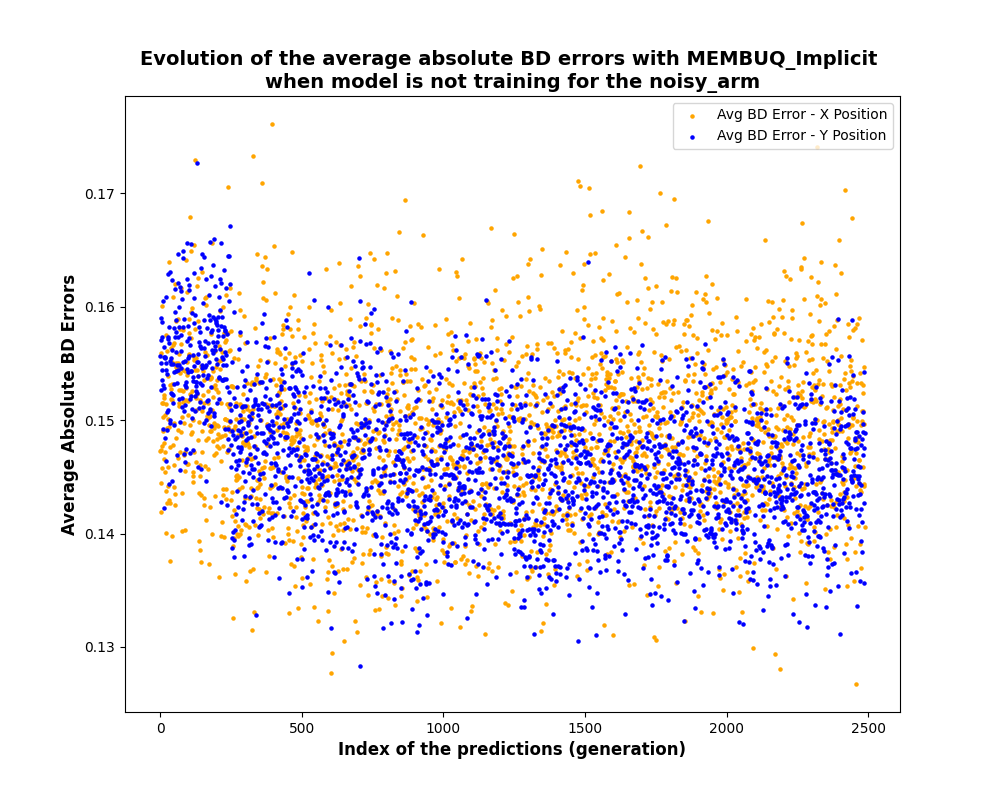 Evolution of the average absolute BD errors with MEMBUQ_Implicit
when model is not training for the noisy_arm
Avg BD Error - X Position
Avg BD Error - Y Position
0.17
0.16
0.15
0.14
0.13
Average Absolute BD Errors
0
500
1000
1500
2000
2500
Index of the predictions (generation)